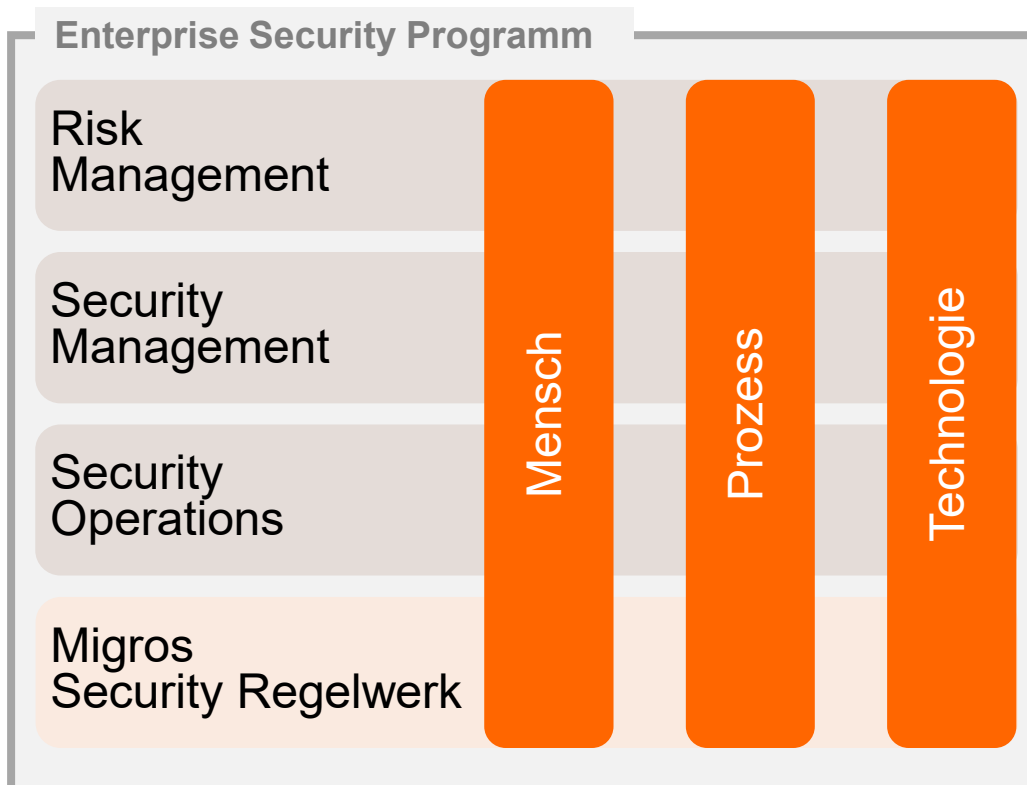 Enterprise Security Programm
Risk
Management
Security
Management
Security
Operations
Migros
Security Regelwerk
Mensch
Prozess
Technologie